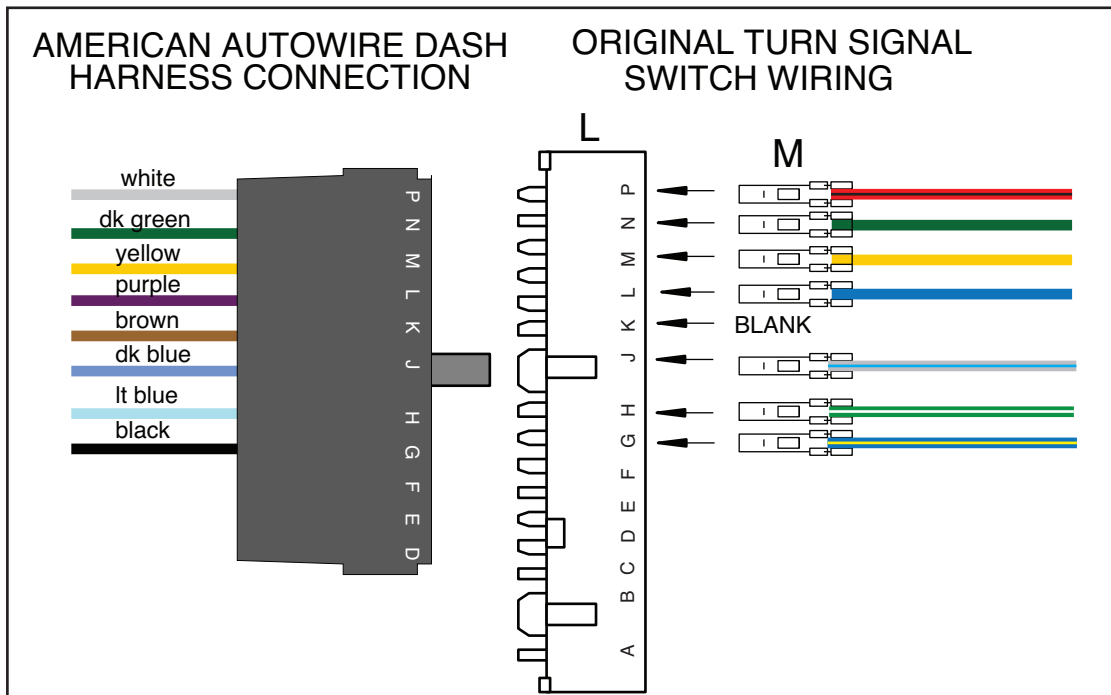 AMERICAN AUTOWIRE DASH
HARNESS CONNECTION
ORIGINAL TURN SIGNAL
SWITCH WIRING
L
M
white
dk green
yellow
purple
brown
dk blue
lt blue
black
P
N
M
L
K
J
H
G
F
E
D
P
N
M
L
K
J
H
G
F
E
D
C
B
A
BLANK